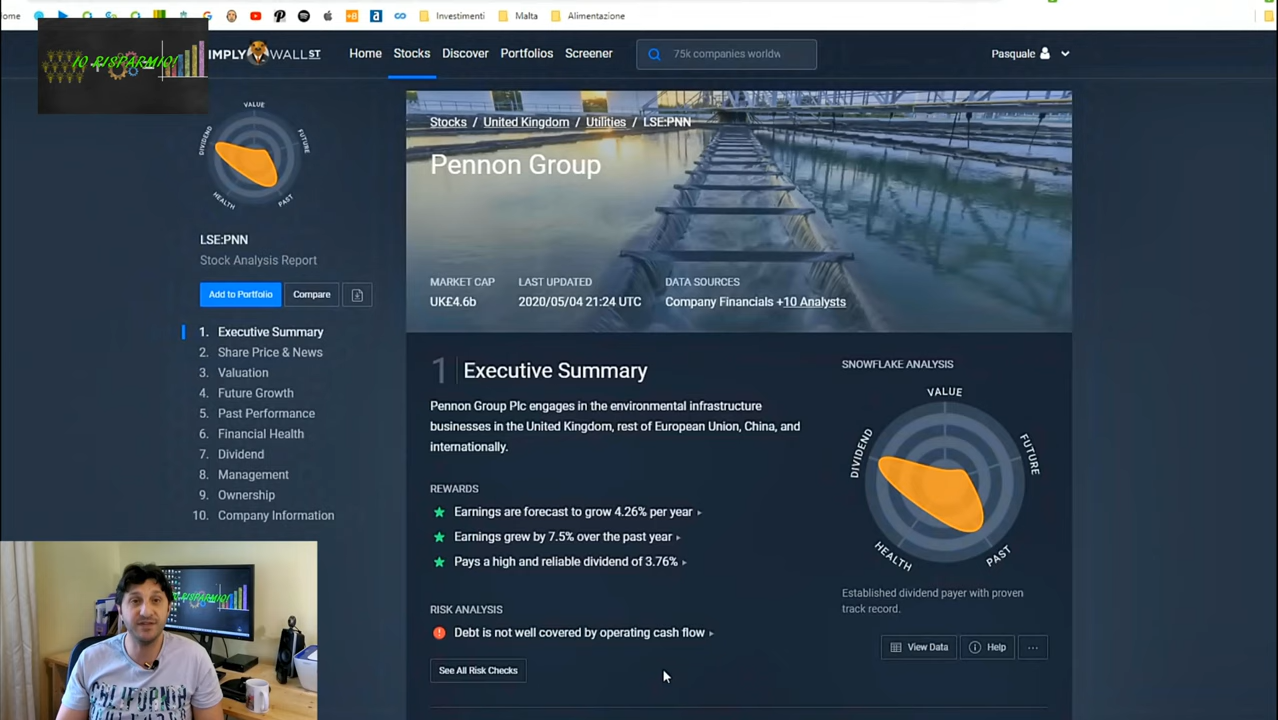 ome
Investimenti
Malta
Alimentazione
IO RISPARMIO!
IMPLY WALL ST
Home
Stocks
Discover
Portfolios
Screener
75k companies worldw
Pasquale
VALUE
FUTURE
PAST
HEALTH
DIVIDEND
LSE:PNN
Stock Analysis Report
Add to Portfolio
Compare
1. Executive Summary
2. Share Price & News
3. Valuation
4. Future Growth
5. Past Performance
6. Financial Health
7. Dividend
8. Management
9. Ownership
10. Company Information
Stocks / United Kingdom / Utilities / LSE:PNN
Pennon Group
MARKET CAP
UK£4.6b
LAST UPDATED
2020/05/04 21:24 UTC
DATA SOURCES
Company Financials +10 Analysts
1 Executive Summary
Pennon Group Plc engages in the environmental infrastructure
businesses in the United Kingdom, rest of European Union, China, and
internationally.
REWARDS
Earnings are forecast to grow 4.26% per year
Earnings grew by 7.5% over the past year
Pays a high and reliable dividend of 3.76%
RISK ANALYSIS
Debt is not well covered by operating cash flow
See All Risk Checks
SNOWFLAKE ANALYSIS
VALUE
FUTURE
PAST
HEALTH
DIVIDEND
Established dividend payer with proven
track record.
View Data
Help
...
RISPARMIO!
CALIFORNIA